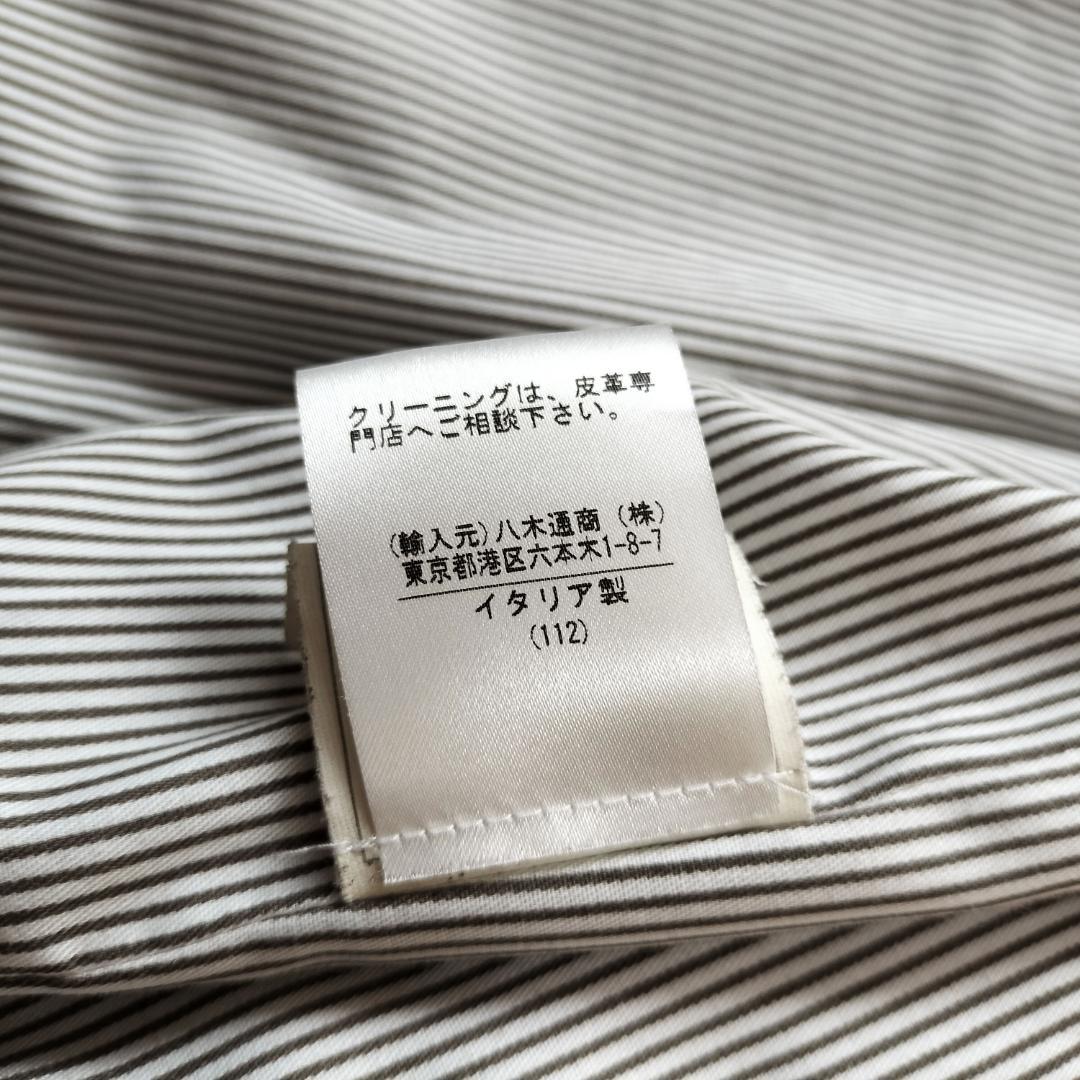 クリーニングは、皮革専
門店へご相談下さい。
(輸入元)八木通商(株)
東京都港区六本木1-8-7
イタリア製
(112)